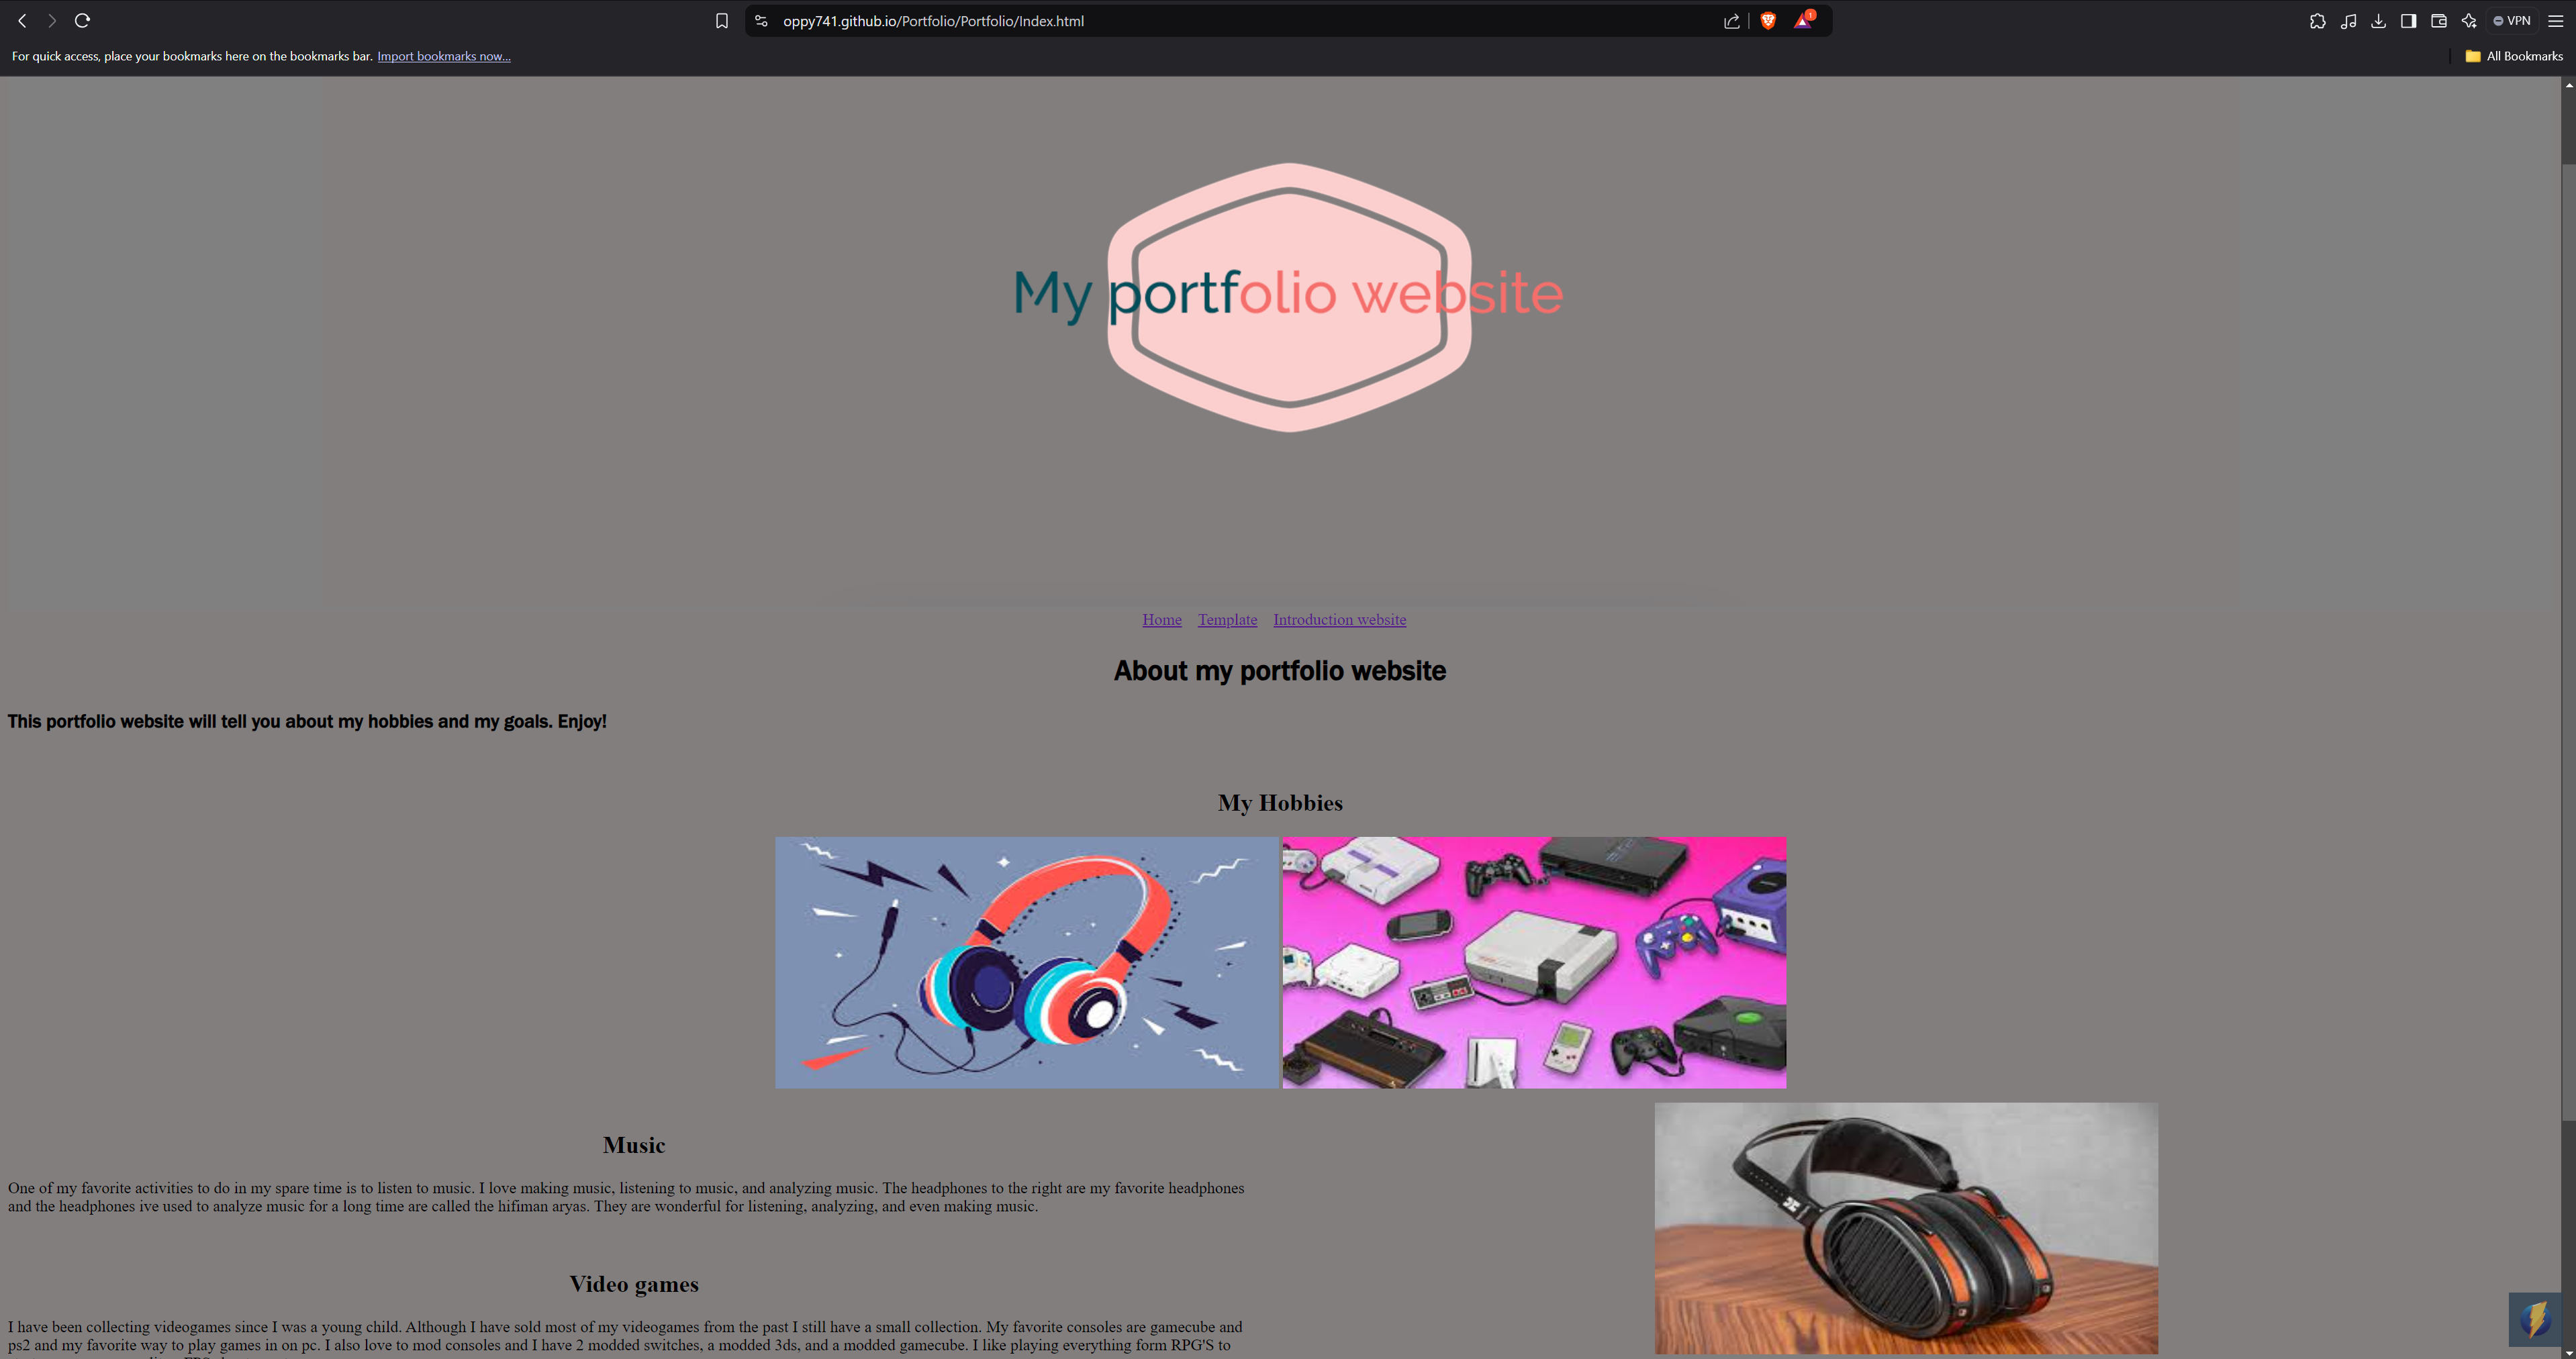 oppy741.github.io/Portfolio/Portfolio/Index.html
1
VPN
For quick access, place your bookmarks here on the bookmarks bar. Import bookmarks now...
All Bookmarks
My portfolio website
Home Template Introduction website
About my portfolio website
This portfolio website will tell you about my hobbies and my goals. Enjoy!
My Hobbies
Music
One of my favorite activities to do in my spare time is to listen to music. I love making music, listening to music, and analyzing music. The headphones to the right are my favorite headphones
and the headphones ive used to analyze music for a long time are called the hifiman aryas. They are wonderful for listening, analyzing, and even making music.
Video games
I have been collecting videogames since I was a young child. Although I have sold most of my videogames from the past I still have a small collection. My favorite consoles are gamecube and
ps2 and my favorite way to play games in on pc. I also love to mod consoles and I have 2 modded switches, a modded 3ds, and a modded gamecube. I like playing everything form RPG'S to